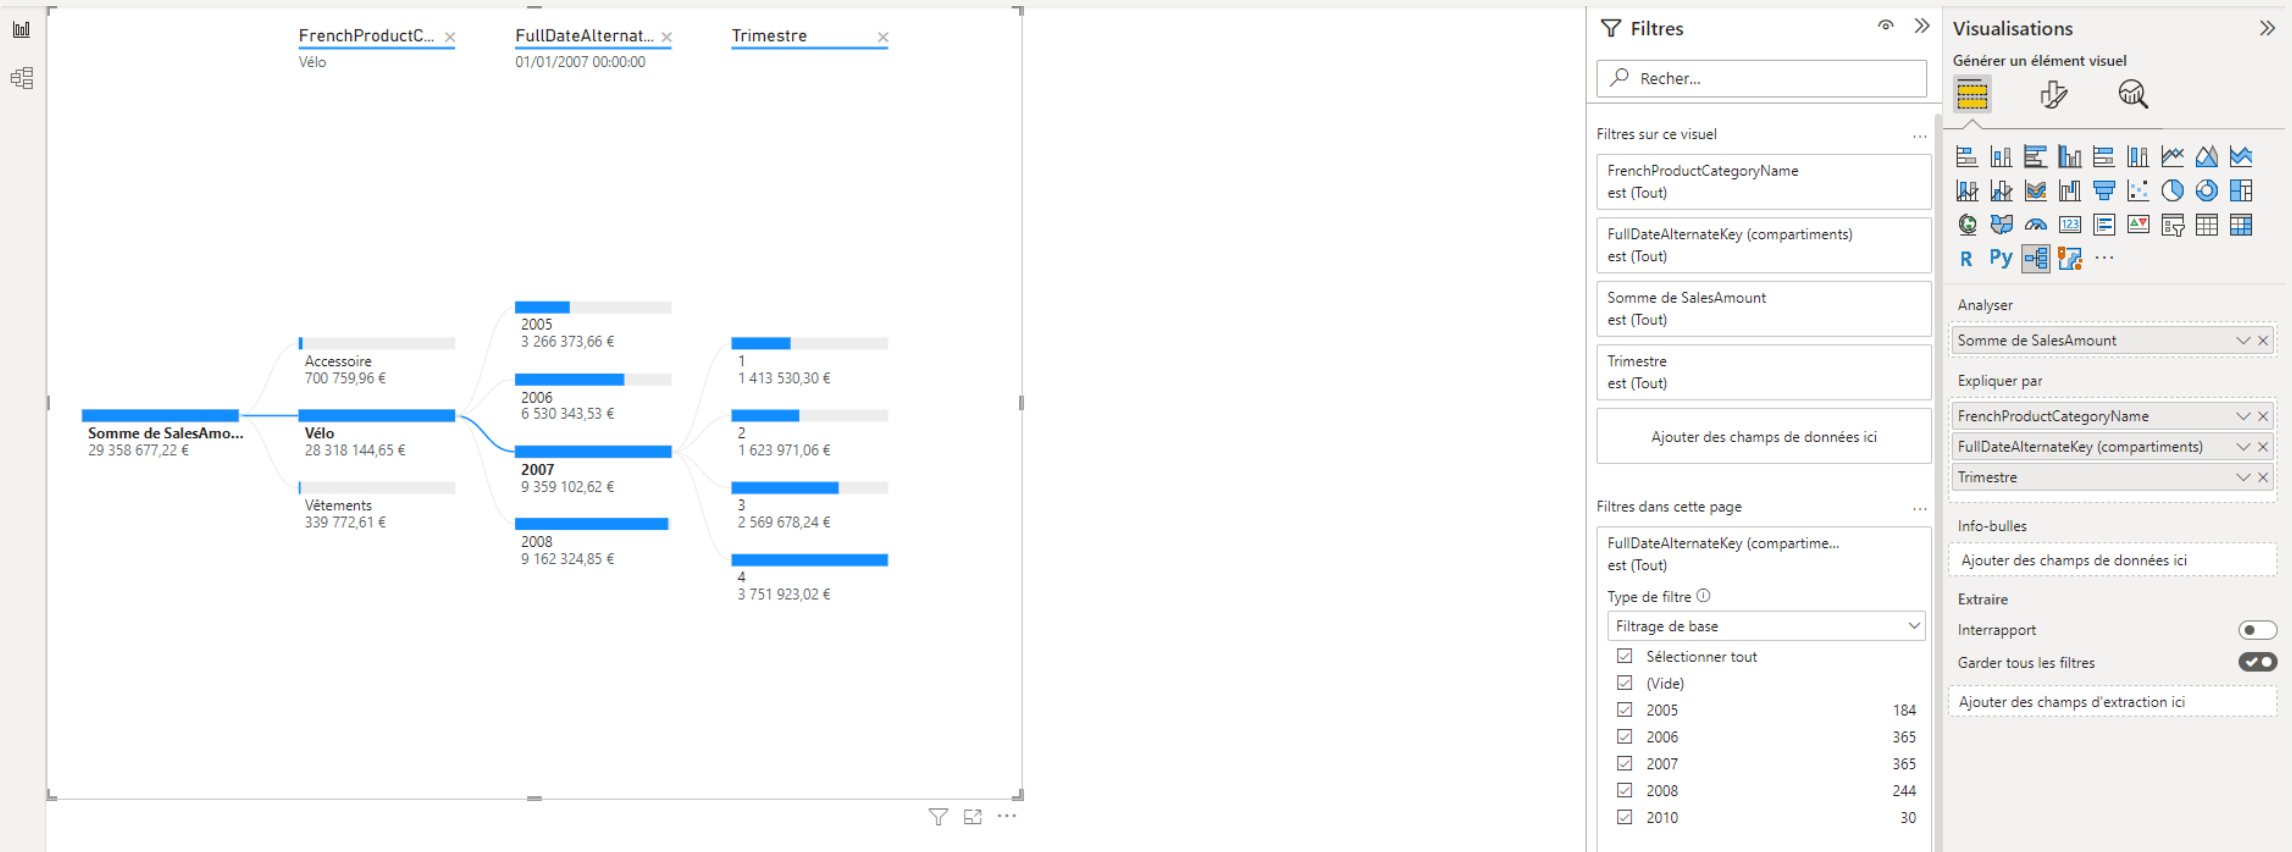 FrenchProductC...
Vélo
FullDateAlternat...
01/01/2007 00:00:00
Trimestre
Somme de SalesAmo...
29 358 677,22 €
Accessoire
700 759,96 €
Vélo
28 318 144,65 €
Vêtements
339 772,61 €
2005
3 266 373,66 €
2006
6 530 343,53 €
2007
9 359 102,62 €
2008
9 162 324,85 €
1
1 413 530,30 €
2
1 623 971,06 €
3
2 569 678,24 €
4
3 751 923,02 €
Filtres
Recher...
Filtres sur ce visuel
FrenchProductCategoryName
est (Tout)
FullDateAlternateKey (compartiments)
est (Tout)
Somme de SalesAmount
est (Tout)
Trimestre
est (Tout)
Ajouter des champs de données ici
Filtres dans cette page
FullDateAlternateKey (compartime...
est (Tout)
Type de filtre
Filtrage de base
Sélectionner tout
(Vide)
2005 184
2006 365
2007 365
2008 244
2010 30
Visualisations
Générer un élément visuel
123
R Py
Analyser
Somme de SalesAmount
Expliquer par
FrenchProductCategoryName
FullDateAlternateKey (compartiments)
Trimestre
Info-bulles
Ajouter des champs de données ici
Extraire
Interrapport
Garder tous les filtres
Ajouter des champs d'extraction ici